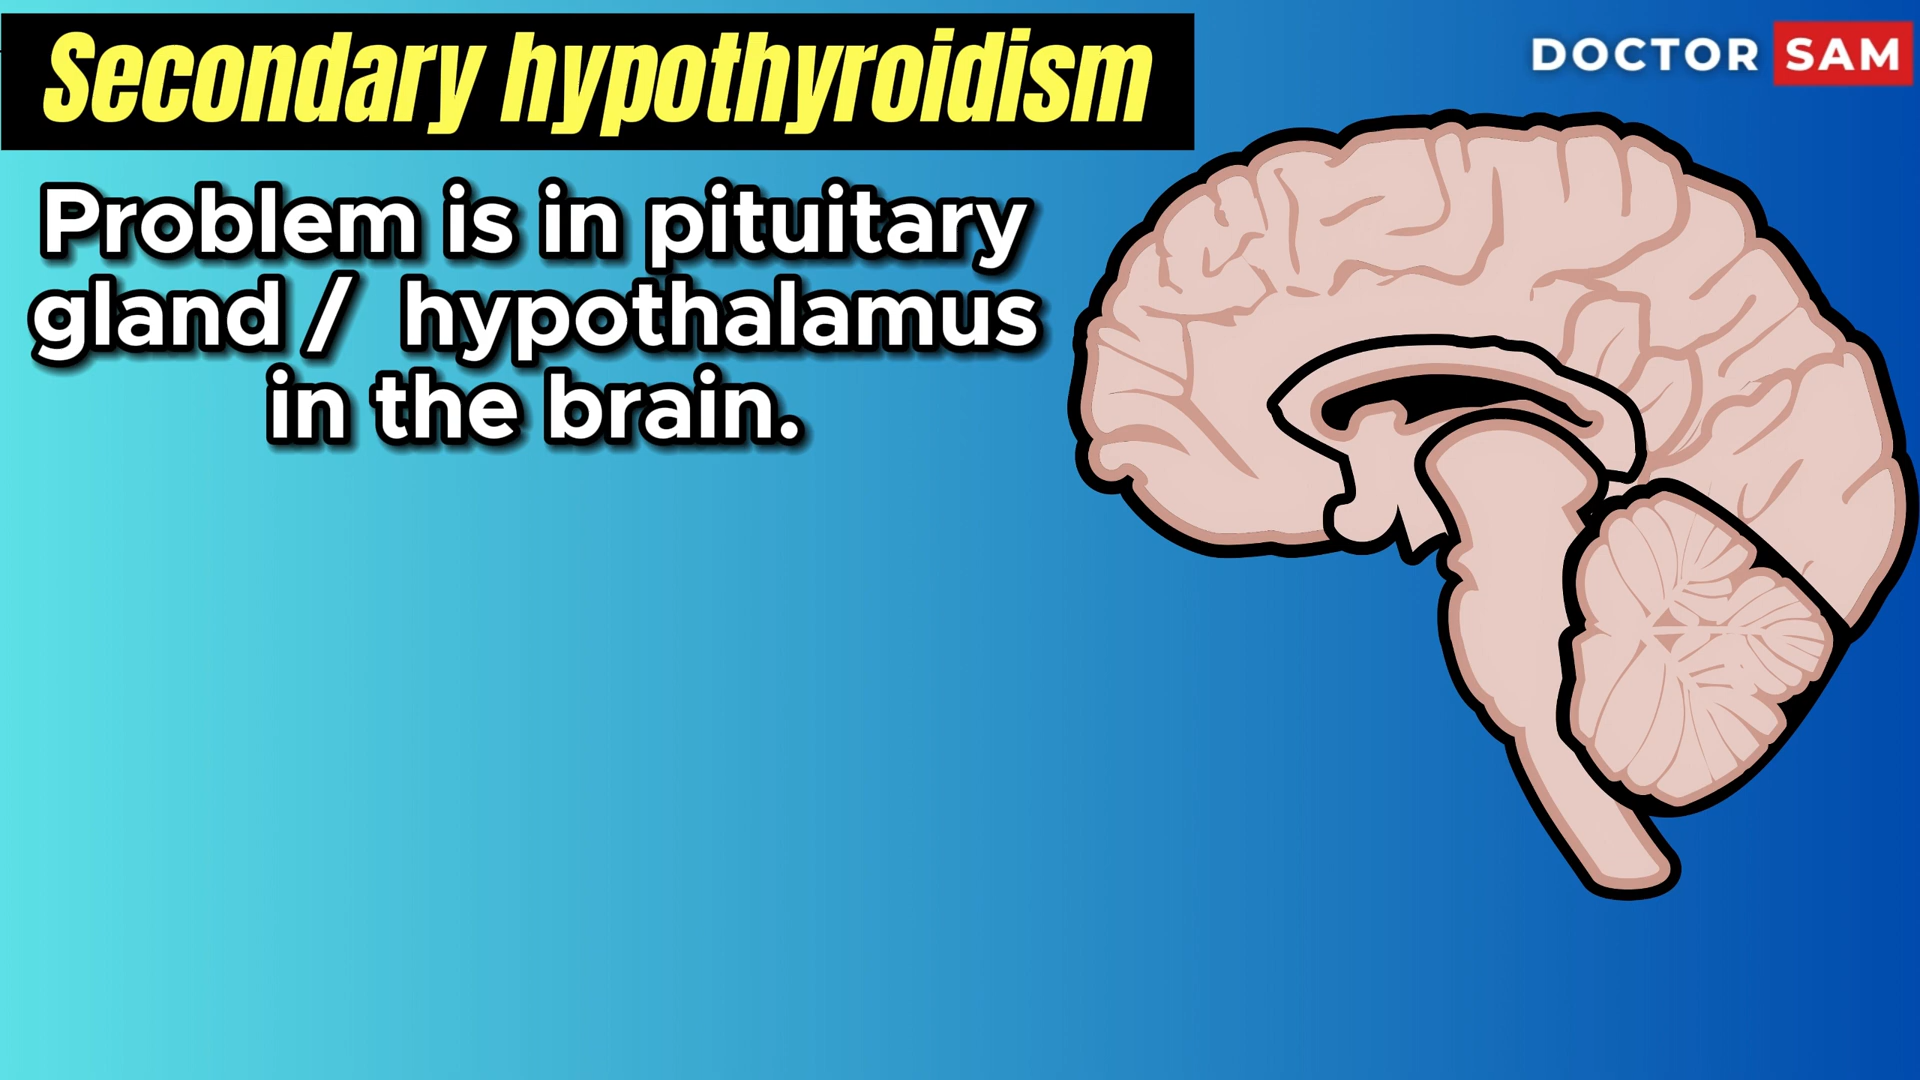 Secondary hypothyroidism
DOCTOR SAM
Problem is in pituitary
gland / hypothalamus
in the brain.